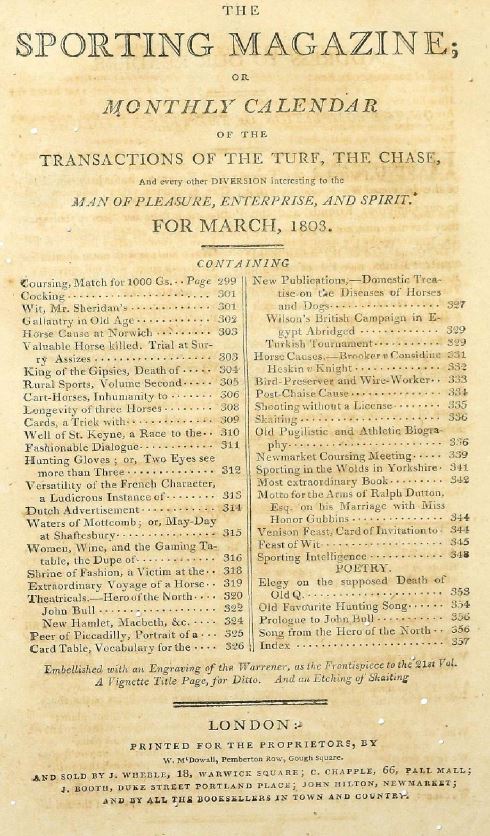 THE
SPORTING MAGAZINE;
OR
MONTHLY CALENDAR
OF THE
TRANSACTIONS OF THE TURF, THE CHASE,
And every other DIVERSION interesting to the
MAN OF PLEASURE, ENTERPRISE, AND SPIRIT.
FOR MARCH, 1803.
CONTAINING
Coursing, Match for 1000 Gs. Page 299
Cocking 301
Wit, Mr. Sheridan's 301
Gallantry in Old Age 302
Horse Cause at Norwich 303
Valuable Horse killed. Trial at Sur-
ry Assizes 303
King of the Gipsies, Death of 304
Rural Sports, Volume Second 305
Cart-Horses, Inhumanity to 306
Longevity of three Horses 308
Cards, a Trick with 309
Well of St. Keyne, a Race to the 310
Fashionable Dialogue 311
Hunting Gloves; or, Two Eyes see
more than Three 312
Versatility of the French Character,
a Ludicrous Instance of 313
Dutch Advertisement 314
Waters of Mottcomb; or, May-Day
at Shaftesbury 315
Women, Wine, and the Gaming Ta-
table, the Dupe of 316
Shrine of Fashion, a Victim at the 318
Extraordinary Voyage of a Horse 319
Theatricals.—Hero of the North 320
John Bull 322
New Hamlet, Macbeth, &c. 324
Peer of Piccadilly, Portrait of a 325
Card Table, Vocabulary for the 326
New Publications,—Domestic Trea-
tise on the Diseases of Horses
and Dogs 327
Wilson's British Campaign in E-
gypt Abridged 329
Turkish Tournament 329
Horse Causes,—Brooker v Considine 331
Heskin v Knight 332
Bird-Preserver and Wire-Worker 333
Post-Chaise Cause 334
Shooting without a License 335
Skaiting 336
Old Pugilistic and Athletic Biogra-
phy 336
Newmarket Coursing Meeting 339
Sporting in the Wolds in Yorkshire 341
Most extraordinary Book 342
Motto for the Arms of Ralph Dutton,
Esq. on his Marriage with Miss
Honor Gubbins 344
Venison Feast, Card of Invitation to 344
Feast of Wit 345
Sporting Intelligence 348
POETRY.
Elegy on the supposed Death of
Old Q. 353
Old Favourite Hunting Song 354
Prologue to John Bull 356
Song from the Hero of the North 356
Index 357
Embellished with an Engraving of the Warrener, as the Frontispiece to the 21st Vol.
A Vignette Title Page, for Ditto. And an Etching of Skaiting
LONDON:
PRINTED FOR THE PROPRIETORS, BY
W. McDowall, Pemberton Row, Gough Square.
AND SOLD BY J. WHEBLE, 18, WARWICK SQUARE; C. CHAPPLE, 66, PALL MALL;
J. BOOTH, DUKE STREET PORTLAND PLACE; JOHN HILTON, NEWMARKET;
AND BY ALL THE BOOKSELLERS IN TOWN AND COUNTRY.